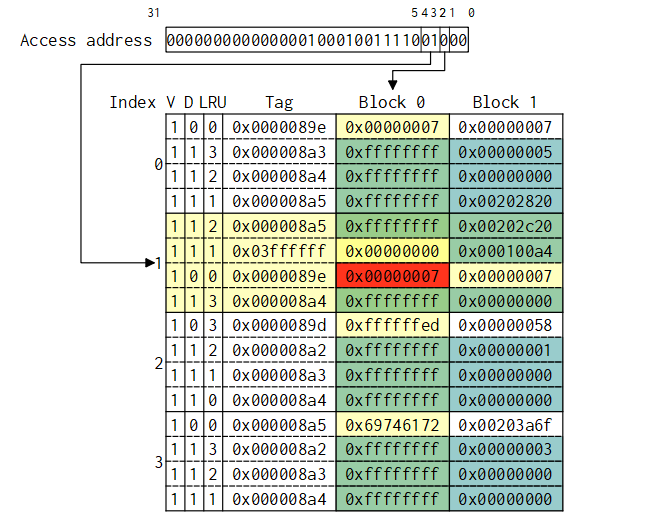 31 5 4 3 2 1 0
Access address 00000000000000010001001111001000
Index V D LRU Tag Block 0 Block 1
1 0 0 0x0000089e 0x00000007 0x00000007
1 1 3 0x000008a3 0xffffffff 0x00000005
0
1 1 2 0x000008a4 0xffffffff 0x00000000
1 1 1 0x000008a5 0xffffffff 0x00202820
1 1 2 0x000008a5 0xffffffff 0x00202c20
1 1 1 0x03ffffff 0x00000000 0x000100a4
1
1 0 0 0x0000089e 0x00000007 0x00000007
1 1 3 0x000008a4 0xffffffff 0x00000000
1 0 3 0x0000089d 0xffffffed 0x00000058
1 1 2 0x000008a2 0xffffffff 0x00000001
2
1 1 1 0x000008a3 0xffffffff 0x00000000
1 1 0 0x000008a4 0xffffffff 0x00000000
1 0 0 0x000008a5 0x69746172 0x00203a6f
1 1 3 0x000008a2 0xffffffff 0x00000003
3
1 1 2 0x000008a3 0xffffffff 0x00000000
1 1 1 0x000008a4 0xffffffff 0x00000000